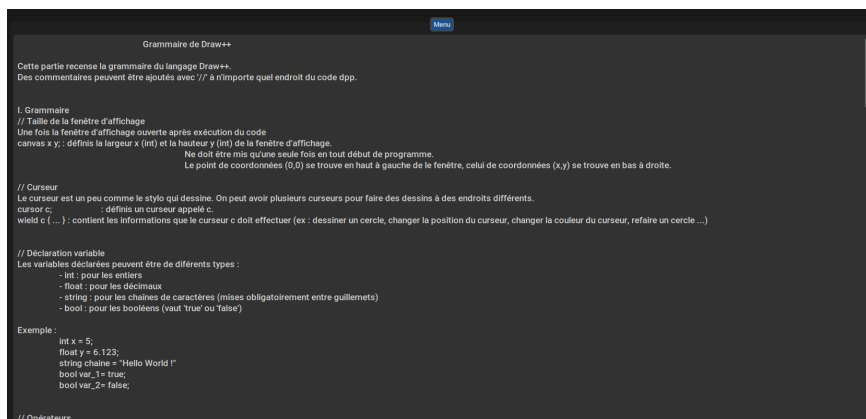 Menu
Grammaire de Draw++
Cette partie recense la grammaire du langage Draw++.
Des commentaires peuvent être ajoutés avec '//' à n'importe quel endroit du code dpp.
I. Grammaire
// Taille de la fenêtre d'affichage
Une fois la fenêtre d'affichage ouverte après exécution du code
canvas x y; : définis la largeur x (int) et la hauteur y (int) de la fenêtre d'affichage.
Ne doit être mis qu'une seule fois en tout début de programme.
Le point de coordonnées (0,0) se trouve en haut à gauche de le fenêtre, celui de coordonnées (x,y) se trouve en bas à droite.
// Curseur
Le curseur est un peu comme le stylo qui dessine. On peut avoir plusieurs curseurs pour faire des dessins à des endroits différents.
cursor c; : définis un curseur appelé c.
wield c { ... } : contient les informations que le curseur c doit effectuer (ex : dessiner un cercle, changer la position du curseur, changer la couleur du curseur, refaire un cercle ...)
// Déclaration variable
Les variables déclarées peuvent être de diférents types :
- int : pour les entiers
- float : pour les décimaux
- string : pour les chaînes de caractères (mises obligatoirement entre guillemets)
- bool : pour les booléens (vaut 'true' ou 'false')
Exemple :
int x = 5;
float y = 6.123;
string chaine = "Hello World !"
bool var_1= true;
bool var_2= false;
// Opérateurs